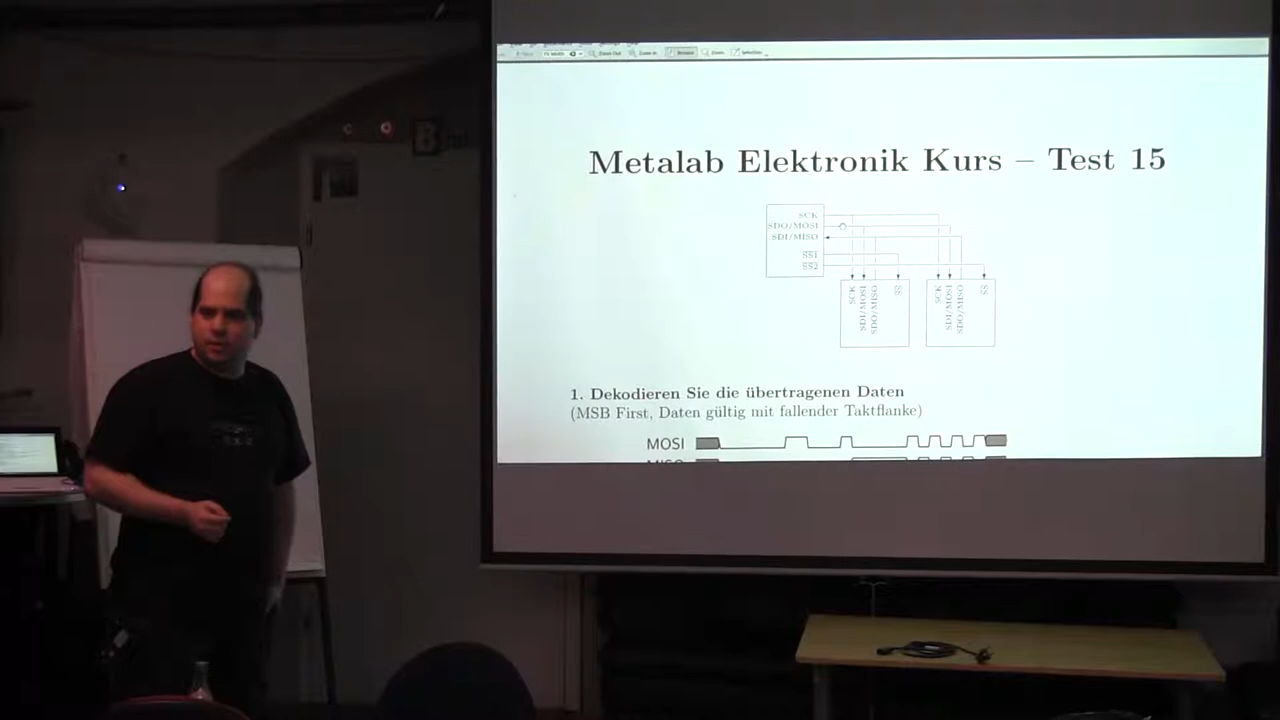 Metalab Elektronik Kurs – Test 15
SCK
SDO/MOSI
SDI/MISO
SS1
SS2
SCK
SDI/MOSI
SDO/MISO
SS
SCK
SDI/MOSI
SDO/MISO
SS
1. Dekodieren Sie die übertragenen Daten
(MSB First, Daten gültig mit fallender Taktflanke)
MOSI
MISO